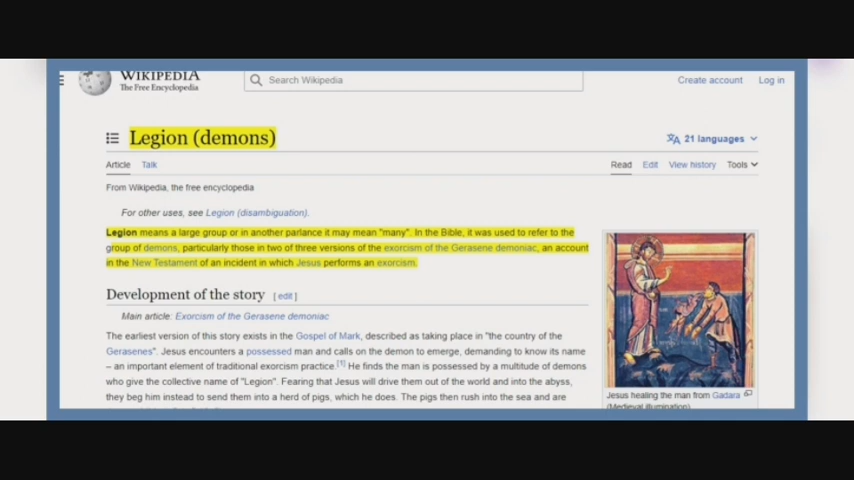 WIKIPEDIA
The Free Encyclopedia
Search Wikipedia
Create account
Log in
Legion (demons)
21 languages
Article Talk
Read Edit View history Tools
From Wikipedia, the free encyclopedia
For other uses, see Legion (disambiguation).
Legion means a large group or in another parlance it may mean "many". In the Bible, it was used to refer to the
group of demons, particularly those in two of three versions of the exorcism of the Gerasene demoniac, an account
in the New Testament of an incident in which Jesus performs an exorcism.
Development of the story [ edit ]
Main article: Exorcism of the Gerasene demoniac
The earliest version of this story exists in the Gospel of Mark, described as taking place in "the country of the
Gerasenes". Jesus encounters a possessed man and calls on the demon to emerge, demanding to know its name
– an important element of traditional exorcism practice.[1] He finds the man is possessed by a multitude of demons
who give the collective name of "Legion". Fearing that Jesus will drive them out of the world and into the abyss,
they beg him instead to send them into a herd of pigs, which he does. The pigs then rush into the sea and are
Jesus healing the man from Gadara
(Medieval illumination)